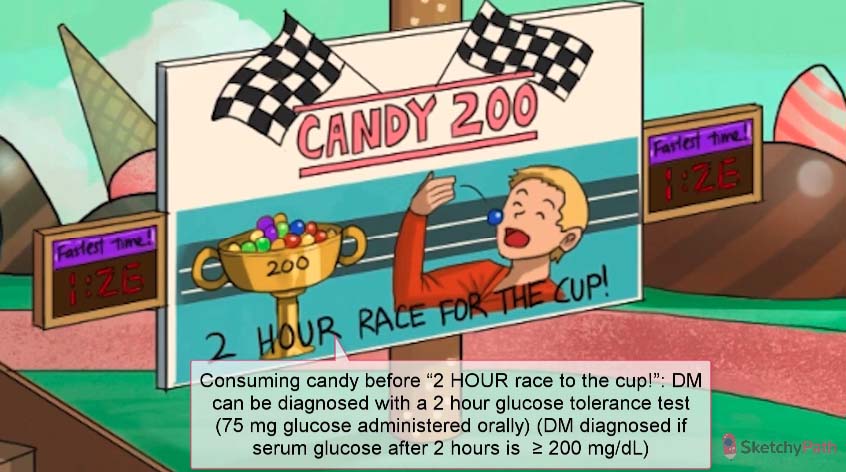 CANDY 200
Fastest Time!
1:26
Fastest Time!
1:26
200
2 HOUR RACE FOR THE CUP!
Consuming candy before “2 HOUR race to the cup!”: DM
can be diagnosed with a 2 hour glucose tolerance test
(75 mg glucose administered orally) (DM diagnosed if
serum glucose after 2 hours is ≥ 200 mg/dL)
SketchyPath